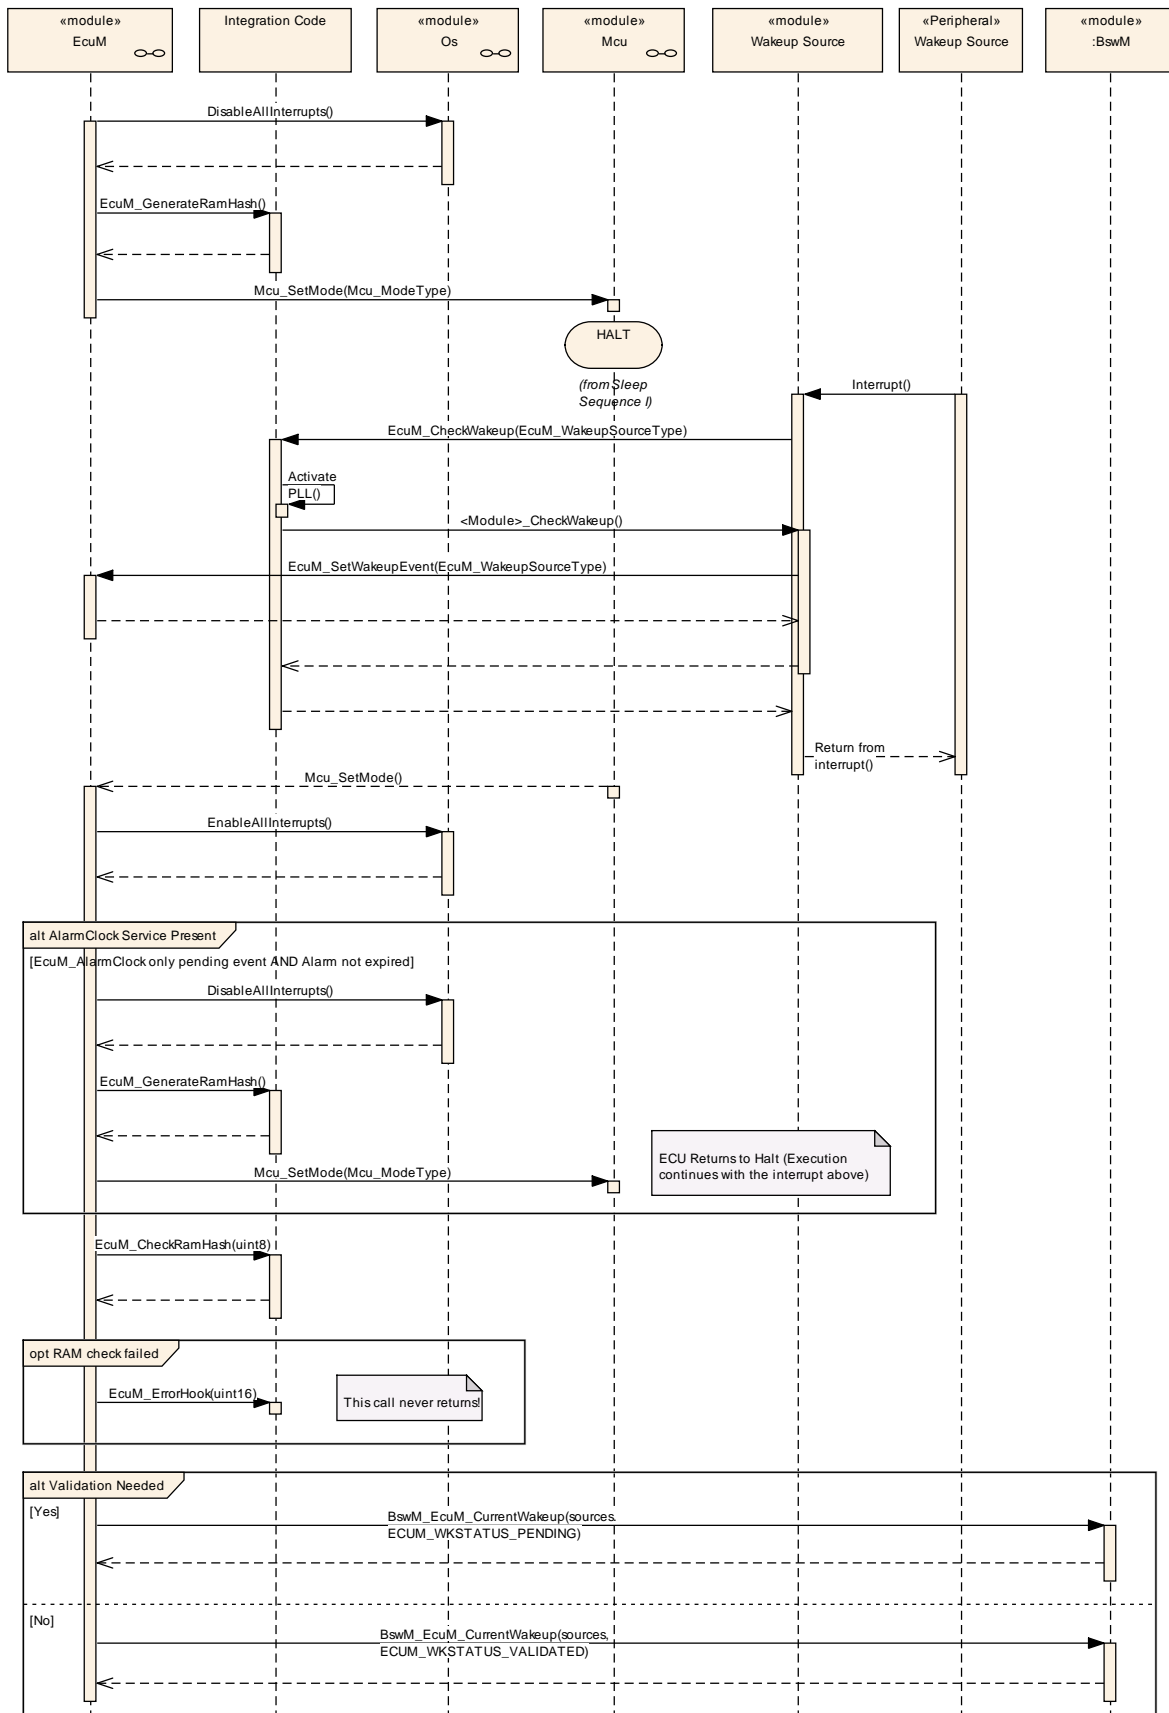 «module»
EcuM
Integration Code
«module»
Os
«module»
Mcu
«module»
Wakeup Source
«Peripheral»
Wakeup Source
«module»
:BswM
DisableAllInterrupts()
EcuM_GenerateRamHash()
Mcu_SetMode(Mcu_ModeType)
HALT
(from Sleep
Sequence I)
Interrupt()
EcuM_CheckWakeup(EcuM_WakeupSourceType)
Activate
PLL()
<Module>_CheckWakeup()
EcuM_SetWakeupEvent(EcuM_WakeupSourceType)
Return from
interrupt()
Mcu_SetMode()
EnableAllInterrupts()
alt AlarmClock Service Present
[EcuM_AlarmClock only pending event AND Alarm not expired]
DisableAllInterrupts()
EcuM_GenerateRamHash()
ECU Returns to Halt (Execution
continues with the interrupt above)
Mcu_SetMode(Mcu_ModeType)
EcuM_CheckRamHash(uint8)
opt RAM check failed
EcuM_ErrorHook(uint16)
This call never returns!
alt Validation Needed
[Yes]
BswM_EcuM_CurrentWakeup(sources,
ECUM_WKSTATUS_PENDING)
[No]
BswM_EcuM_CurrentWakeup(sources,
ECUM_WKSTATUS_VALIDATED)